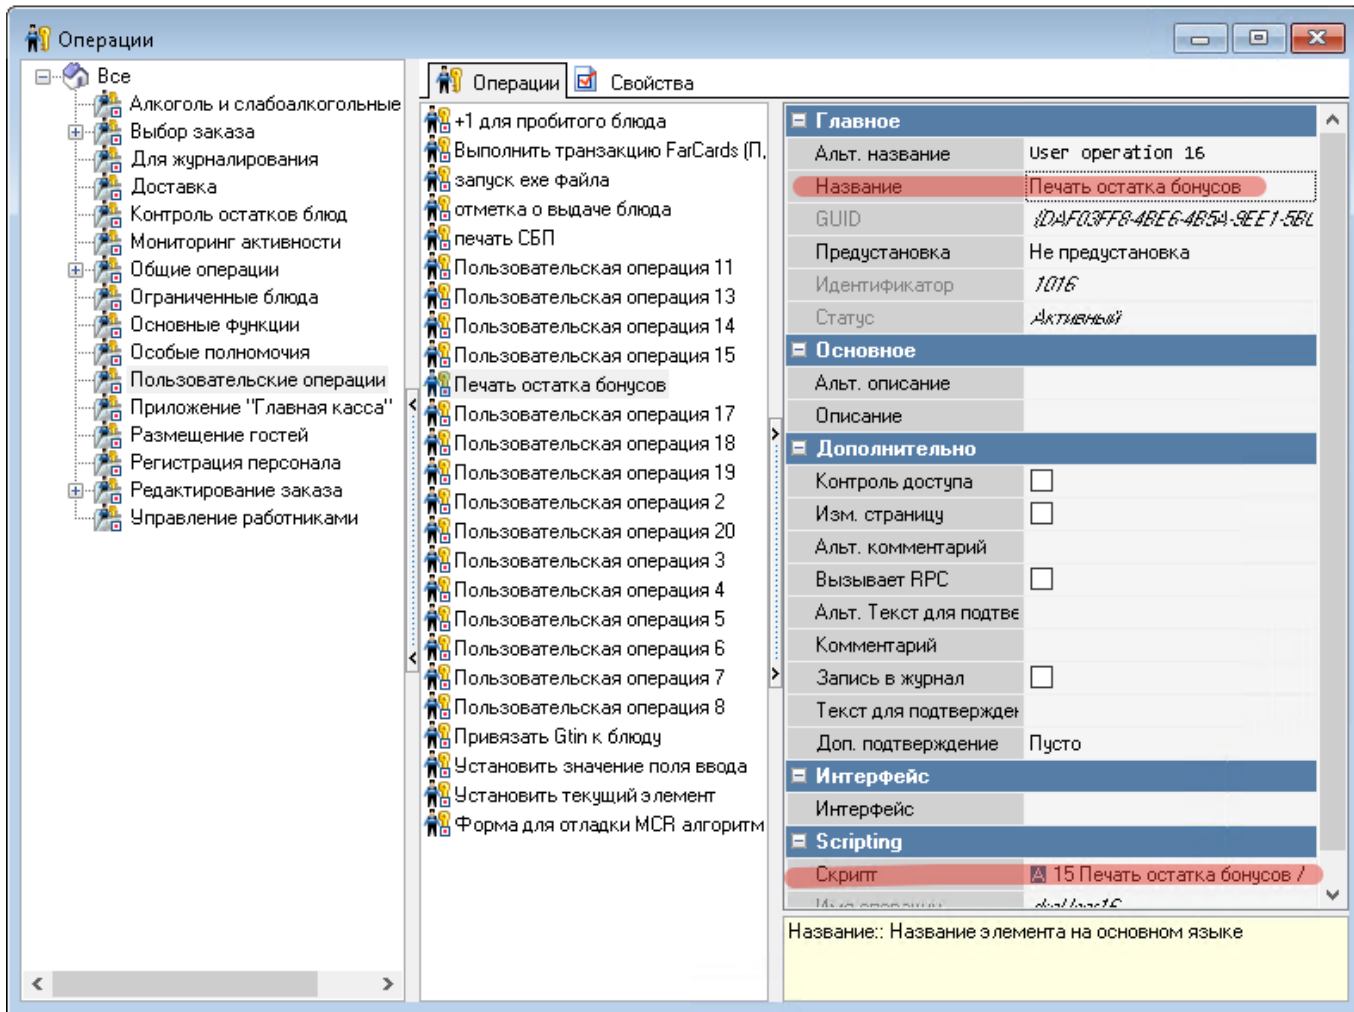 Операции
Все
Алкоголь и слабоалкогольные
Выбор заказа
Для журналирования
Доставка
Контроль остатков блюд
Мониторинг активности
Общие операции
Ограниченные блюда
Основные функции
Особые полномочия
Пользовательские операции
Приложение "Главная касса"
Размещение гостей
Регистрация персонала
Редактирование заказа
Управление работниками
Операции
Свойства
+1 для пробитого блюда
Выполнить транзакцию FarCards (П,
запуск exe файла
отметка о выдаче блюда
печать СБП
Пользовательская операция 11
Пользовательская операция 13
Пользовательская операция 14
Пользовательская операция 15
Печать остатка бонусов
Пользовательская операция 17
Пользовательская операция 18
Пользовательская операция 19
Пользовательская операция 2
Пользовательская операция 20
Пользовательская операция 3
Пользовательская операция 4
Пользовательская операция 5
Пользовательская операция 6
Пользовательская операция 7
Пользовательская операция 8
Привязать Gtin к блюду
Установить значение поля ввода
Установить текущий элемент
Форма для отладки MCR алгоритм
Главное
Альт. название User operation 16
Название Печать остатка бонусов
GUID {DAF03FF8-4BE6-4B5A-9EE1-5B
Предустановка Не предустановка
Идентификатор 1016
Статус Активный
Основное
Альт. описание
Описание
Дополнительно
Контроль доступа
Изм. страницу
Альт. комментарий
Вызывает RPC
Альт. Текст для подтве
Комментарий
Запись в журнал
Текст для подтвержден
Доп. подтверждение Пусто
Интерфейс
Интерфейс
Scripting
Скрипт A 15 Печать остатка бонусов /
Название:: Название элемента на основном языке